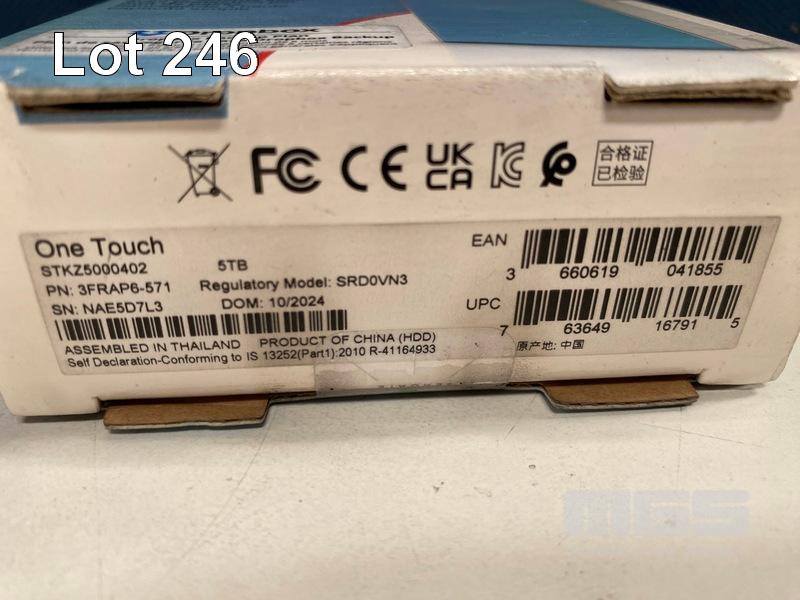 Lot 246
Backup
FC CE UK
CA
合格证
已检验
One Touch
STKZ5000402 5TB
PN: 3FRAP6-571 Regulatory Model: SRD0VN3
SN: NAE5D7L3 DOM: 10/2024
ASSEMBLED IN THAILAND PRODUCT OF CHINA (HDD)
Self Declaration-Conforming to IS 13252(Part1):2010 R-41164933
EAN
3 660619 041855
UPC
7 63649 16791 5
原产地: 中国
MGS